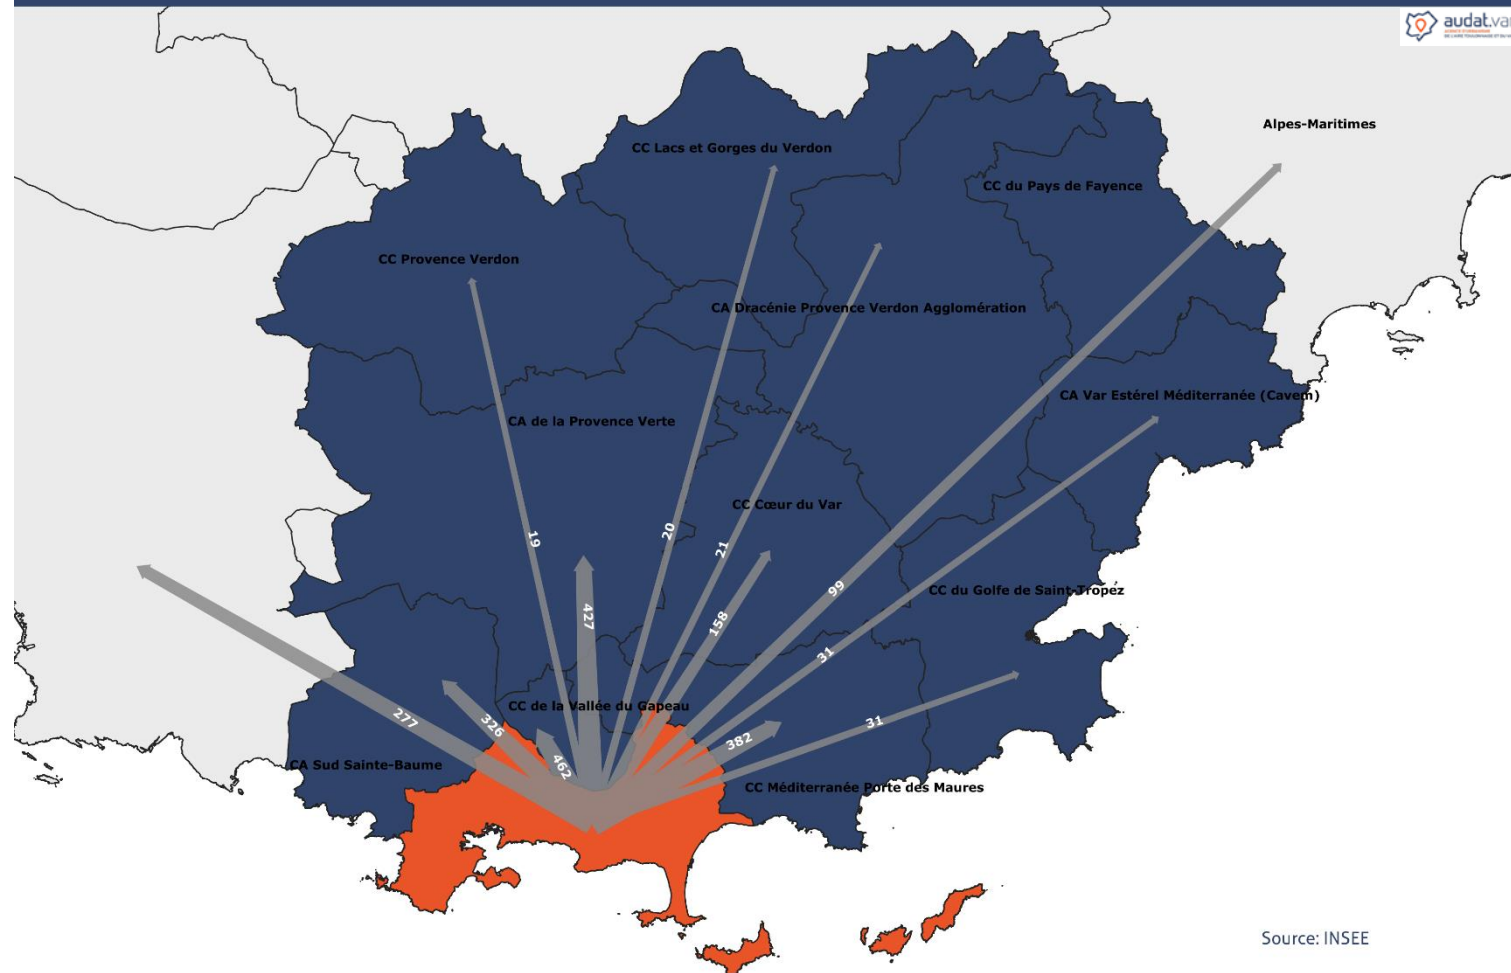 audat.var
Alpes-Maritimes
CC Lacs et Gorges du Verdon
CC du Pays de Fayence
CC Provence Verdon
CA Dracénie Provence Verdon Agglomération
CA Var Estérel Méditerranée (Cavem)
CA de la Provence Verte
CC Cœur du Var
19
20
21
99
CC du Golfe de Saint-Tropez
427
158
31
CC de la Vallée du Gapeau
277
326
31
382
462
CA Sud Sainte-Baume
CC Méditerranée Porte des Maures
Source: INSEE